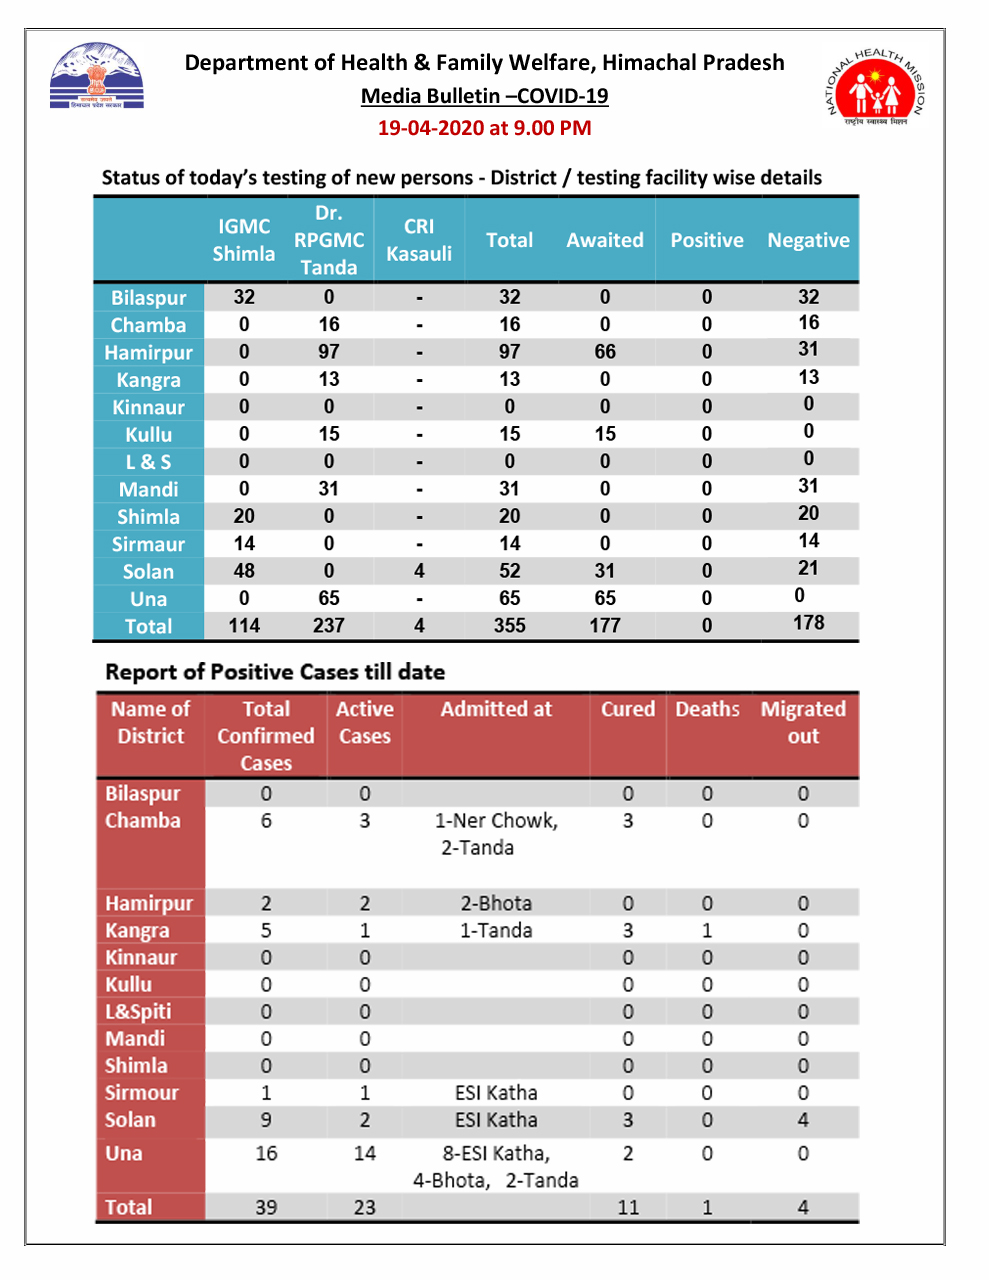 Department of Health & Family Welfare, Himachal Pradesh
Media Bulletin –COVID-19
19-04-2020 at 9.00 PM
NATIONAL HEALTH MISSION
राष्ट्रीय स्वास्थ्य मिशन
Status of today’s testing of new persons - District / testing facility wise details
IGMC Shimla Dr. RPGMC Tanda CRI Kasauli Total Awaited Positive Negative
Bilaspur 32 0 - 32 0 0 32
Chamba 0 16 - 16 0 0 16
Hamirpur 0 97 - 97 66 0 31
Kangra 0 13 - 13 0 0 13
Kinnaur 0 0 - 0 0 0 0
Kullu 0 15 - 15 15 0 0
L & S 0 0 - 0 0 0 0
Mandi 0 31 - 31 0 0 31
Shimla 20 0 - 20 0 0 20
Sirmaur 14 0 - 14 0 0 14
Solan 48 0 4 52 31 0 21
Una 0 65 - 65 65 0 0
Total 114 237 4 355 177 0 178
Report of Positive Cases till date
Name of District Total Confirmed Cases Active Cases Admitted at Cured Deaths Migrated out
Bilaspur 0 0 0 0 0
Chamba 6 3 1-Ner Chowk, 3 0 0
2-Tanda
Hamirpur 2 2 2-Bhota 0 0 0
Kangra 5 1 1-Tanda 3 1 0
Kinnaur 0 0 0 0 0
Kullu 0 0 0 0 0
L&Spiti 0 0 0 0 0
Mandi 0 0 0 0 0
Shimla 0 0 0 0 0
Sirmour 1 1 ESI Katha 0 0 0
Solan 9 2 ESI Katha 3 0 4
Una 16 14 8-ESI Katha, 2 0 0
4-Bhota, 2-Tanda
Total 39 23 11 1 4